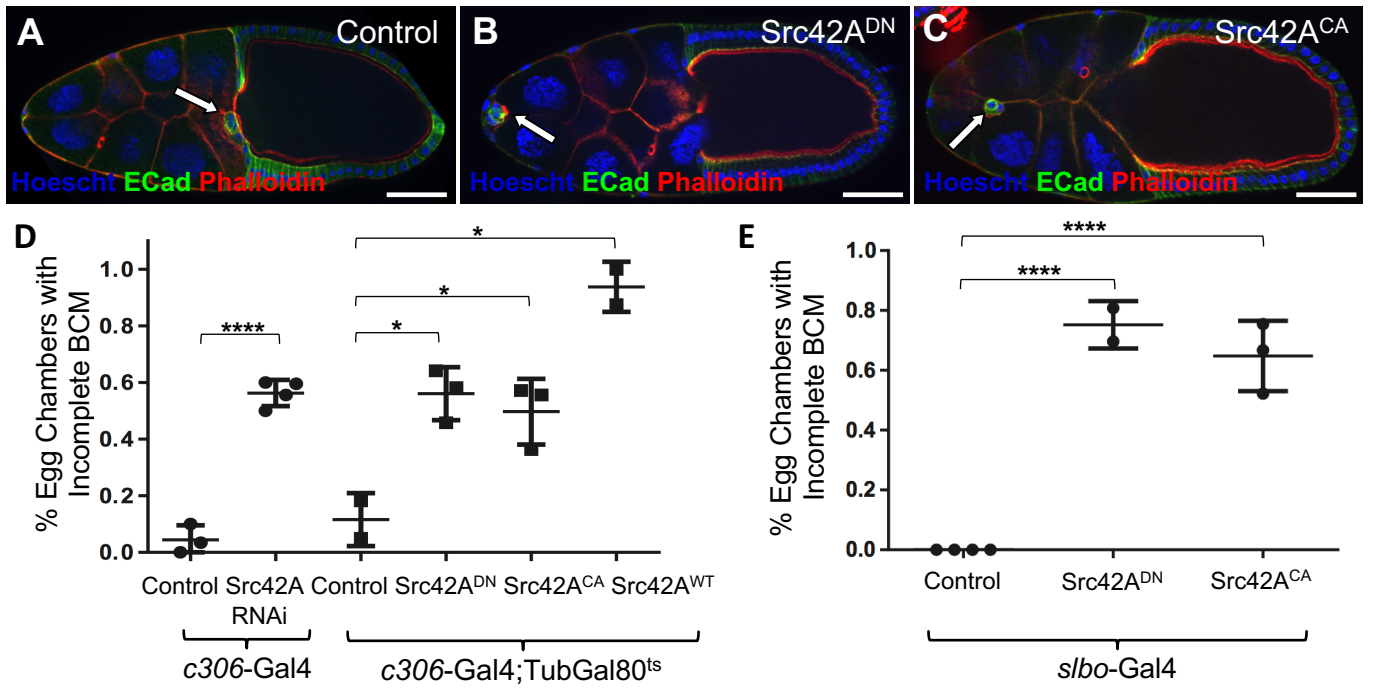 A
Control
Hoescht ECad Phalloidin
B
Src42A^DN
Hoescht ECad Phalloidin
C
Src42A^CA
Hoescht ECad Phalloidin
D
% Egg Chambers with
Incomplete BCM
1.0
0.8
0.6
0.4
0.2
0.0
****
*
*
*
Control Src42A Control Src42A^DN Src42A^CA Src42A^WT
RNAi
c306-Gal4
c306-Gal4;TubGal80^ts
E
% Egg Chambers with
Incomplete BCM
1.0
0.8
0.6
0.4
0.2
0.0
****
****
Control Src42A^DN Src42A^CA
slbo-Gal4